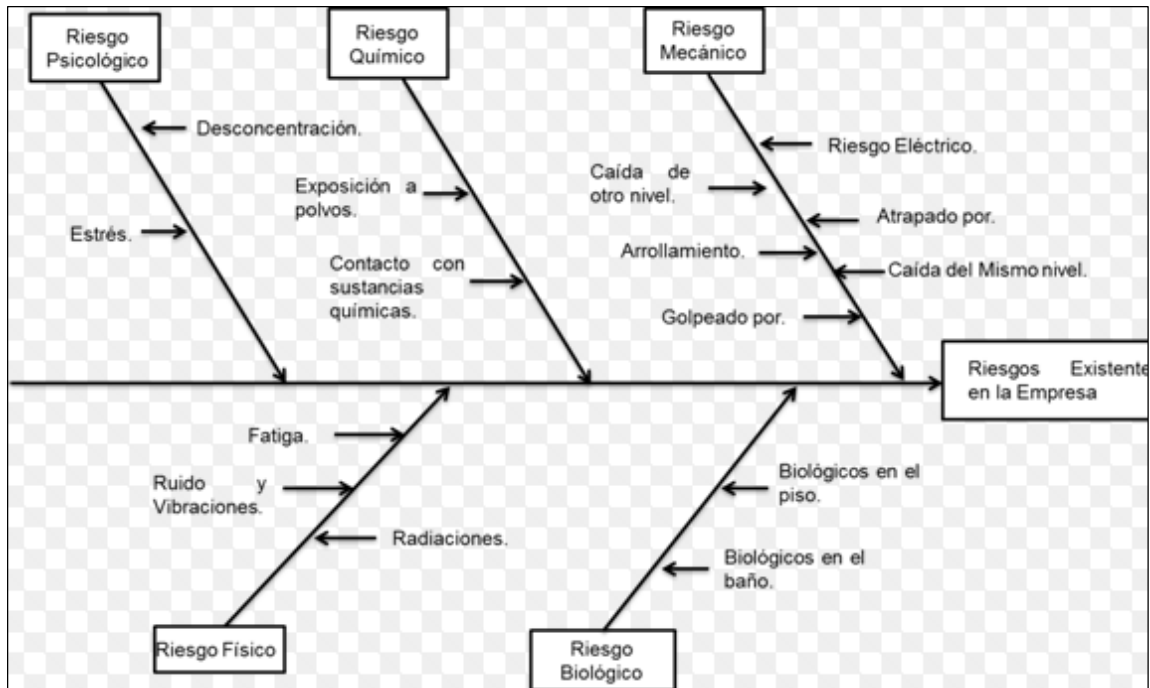 Riesgo
Psicológico
Riesgo
Químico
Riesgo
Mecánico
Desconcentración.
Estrés.
Exposición a
polvos.
Contacto con
sustancias
químicas.
Riesgo Eléctrico.
Caída de
otro nivel.
Atrapado por.
Arrollamiento.
Caída del Mismo nivel.
Golpeado por.
Riesgos Existente
en la Empresa
Fatiga.
Ruido y
Vibraciones.
Radiaciones.
Biológicos en el
piso.
Biológicos en el
baño.
Riesgo Físico
Riesgo
Biológico